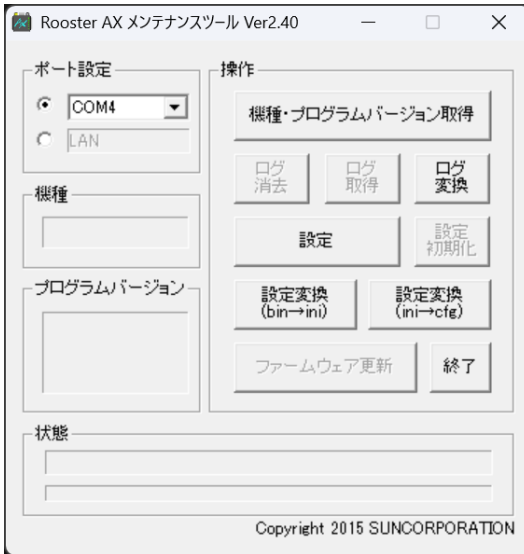 Rooster AX メンテナンスツール Ver2.40
ポート設定
COM4
LAN
機種
プログラムバージョン
操作
機種・プログラムバージョン取得
ログ
消去
ログ
取得
ログ
変換
設定
設定
初期化
設定変換
(bin→ini)
設定変換
(ini→cfg)
ファームウェア更新
終了
状態
Copyright 2015 SUNCORPORATION